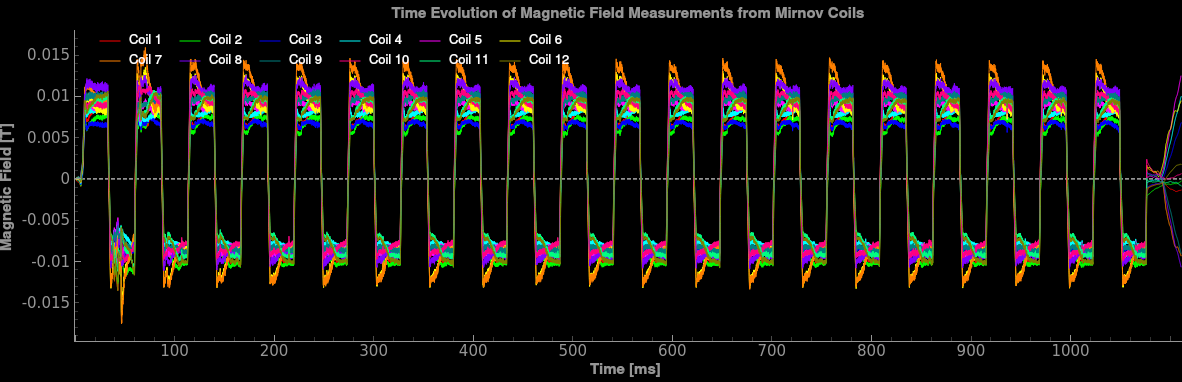 Time Evolution of Magnetic Field Measurements from Mirnov Coils
Coil 1 Coil 2 Coil 3 Coil 4 Coil 5 Coil 6
Coil 7 Coil 8 Coil 9 Coil 10 Coil 11 Coil 12
Magnetic Field [T]
0.015
0.01
0.005
0
-0.005
-0.01
-0.015
100 200 300 400 500 600 700 800 900 1000
Time [ms]